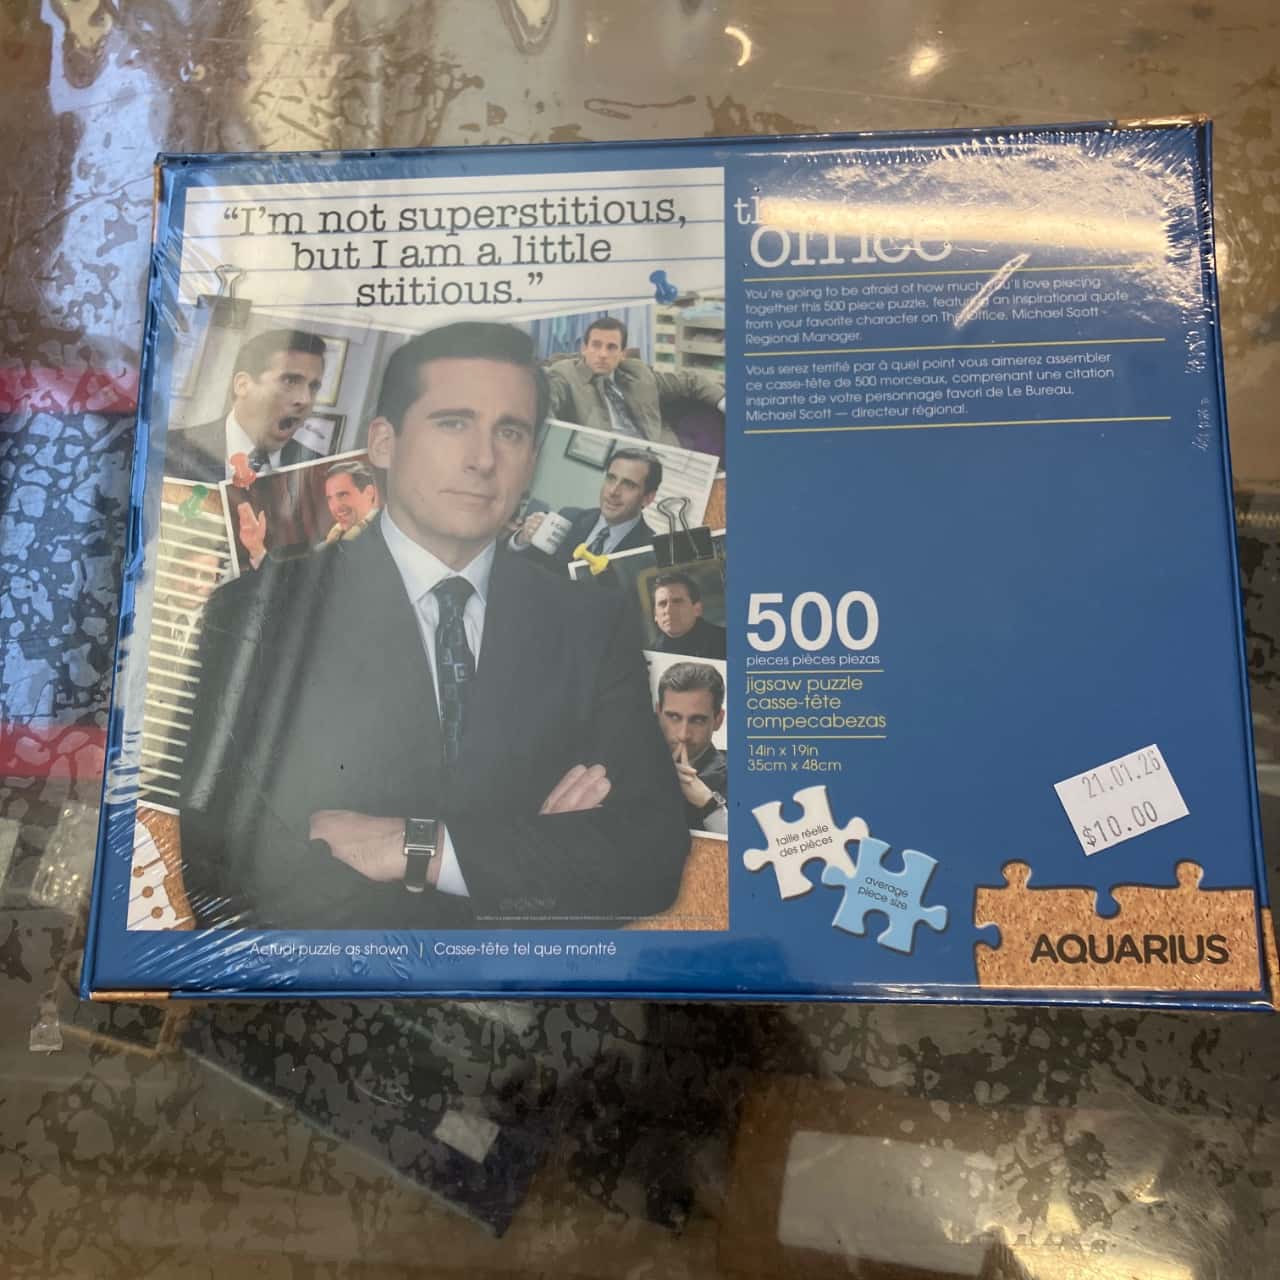 “I’m not superstitious,
but I am a little
stitious.”
the
office
You're going to be afraid of how much you'll love piecing
together this 500 piece puzzle, featuring an inspirational quote
from your favorite character on The Office, Michael Scott -
Regional Manager.
Vous serez terrifié par à quel point vous aimerez assembler
ce casse-tête de 500 morceaux, comprenant une citation
inspirante de votre personnage favori de Le Bureau,
Michael Scott — directeur régional.
500
pieces pièces piezas
jigsaw puzzle
casse-tête
rompecabezas
14in x 19in
35cm x 48cm
21.01.26
$10.00
taille réelle
des pièces
average
piece size
AQUARIUS
Actual puzzle as shown | Casse-tête tel que montré